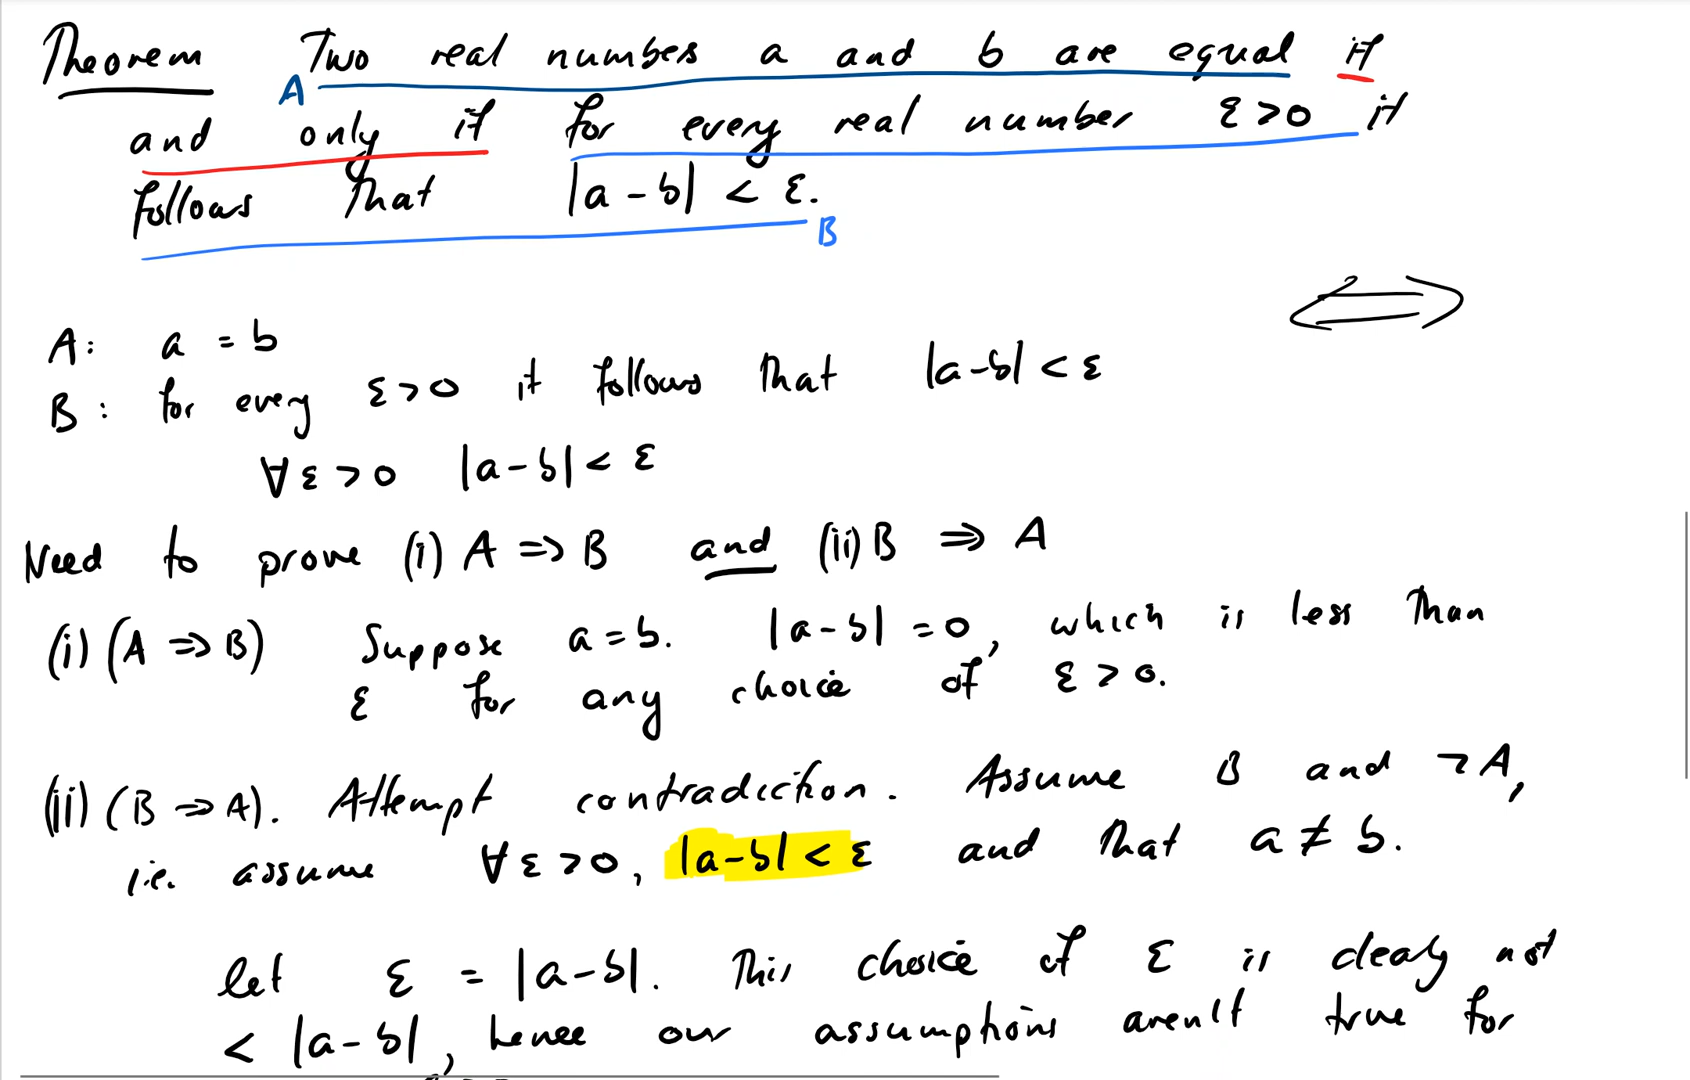 Theorem Two real numbers a and b are equal if
A
and only if for every real number ε>0 it
follows that |a-b| < ε.
B
A: a = b
B: for every ε>0 it follows that |a-b| < ε
∀ε>0 |a-b| < ε
Need to prove (i) A => B and (ii) B => A
(i) (A => B) Suppose a=b. |a-b| = 0, which is less than
ε for any choice of ε > 0.
(ii) (B => A). Attempt contradiction. Assume B and ¬A,
i.e. assume ∀ε>0, |a-b| < ε and that a ≠ b.
let ε = |a-b|. This choice of ε is clealy not
< |a-b|, hence our assumptions aren't true for